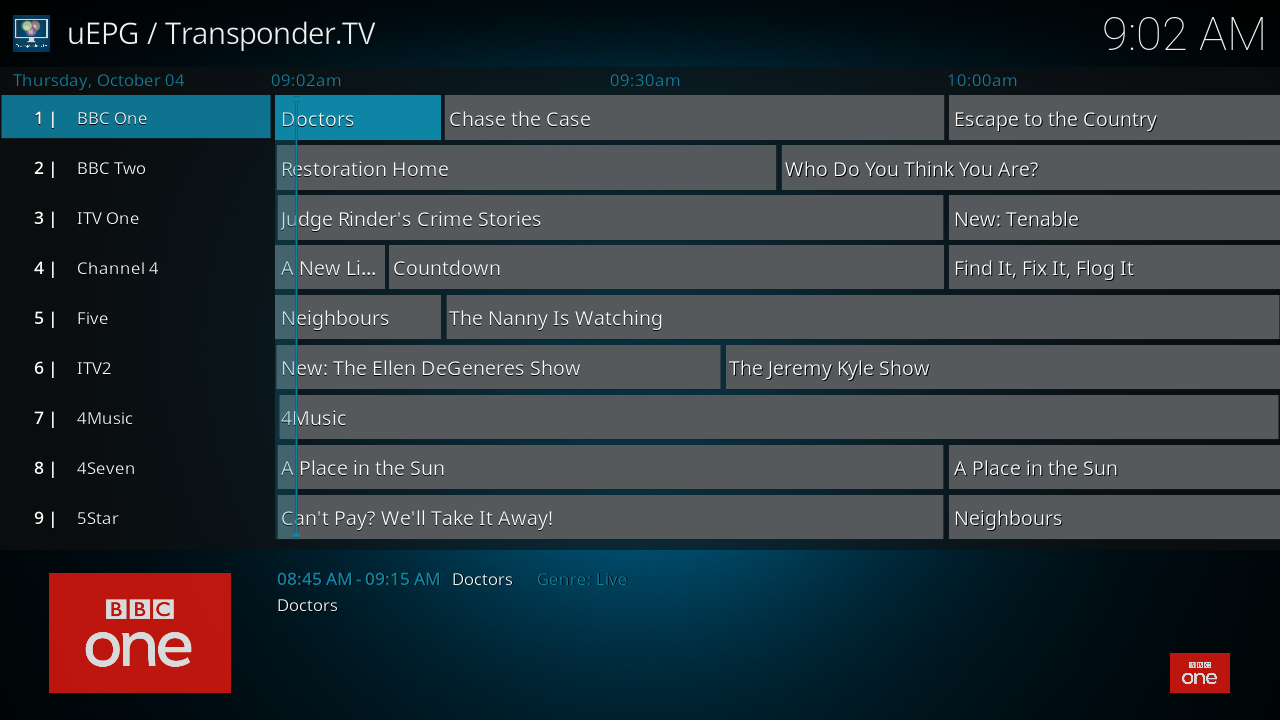 uEPG / Transponder.TV
9:02 AM
Thursday, October 04 09:02am 09:30am 10:00am
1 | BBC One Doctors Chase the Case Escape to the Country
2 | BBC Two Restoration Home Who Do You Think You Are?
3 | ITV One Judge Rinder's Crime Stories New: Tenable
4 | Channel 4 A New Li... Countdown Find It, Fix It, Flog It
5 | Five Neighbours The Nanny Is Watching
6 | ITV2 New: The Ellen DeGeneres Show The Jeremy Kyle Show
7 | 4Music 4Music
8 | 4Seven A Place in the Sun A Place in the Sun
9 | 5Star Can't Pay? We'll Take It Away! Neighbours
08:45 AM - 09:15 AM Doctors Genre: Live
Doctors
BBC
one
BBC
one